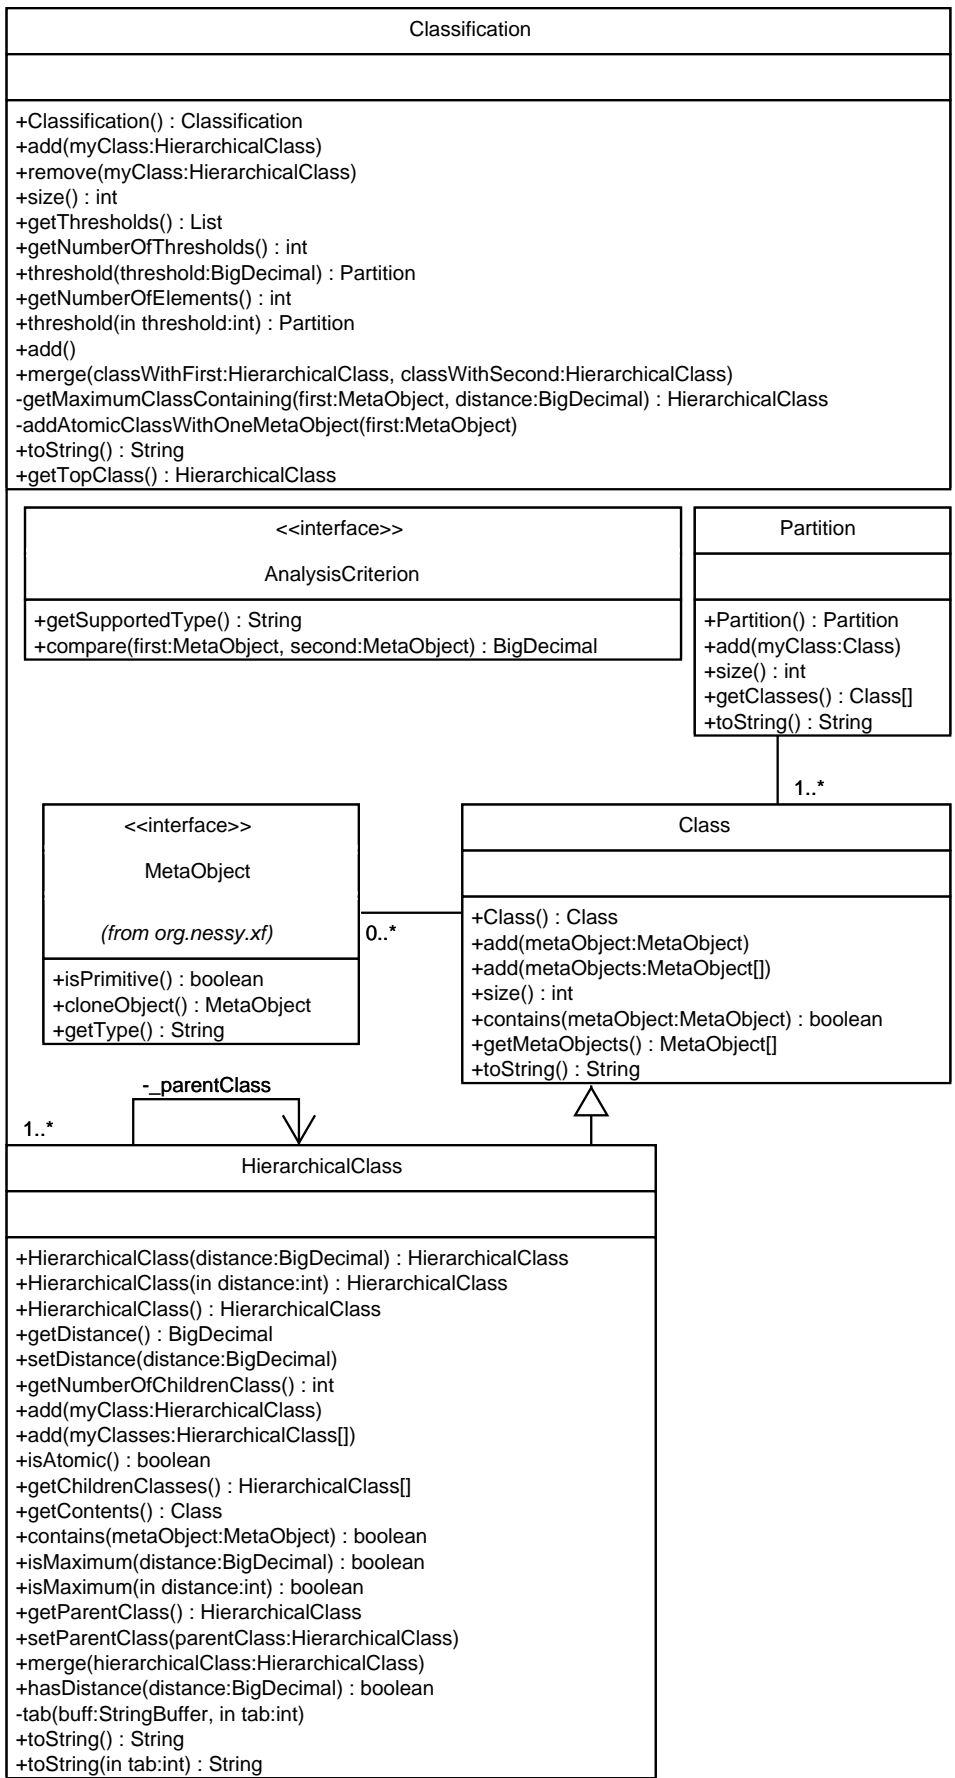 Classification
+Classification() : Classification
+add(myClass:HierarchicalClass)
+remove(myClass:HierarchicalClass)
+size() : int
+getThresholds() : List
+getNumberOfThresholds() : int
+threshold(threshold:BigDecimal) : Partition
+getNumberOfElements() : int
+threshold(in threshold:int) : Partition
+add()
+merge(classWithFirst:HierarchicalClass, classWithSecond:HierarchicalClass)
-getMaximumClassContaining(first:MetaObject, distance:BigDecimal) : HierarchicalClass
-addAtomicClassWithOneMetaObject(first:MetaObject)
+toString() : String
+getTopClass() : HierarchicalClass
<<interface>>
AnalysisCriterion
+getSupportedType() : String
+compare(first:MetaObject, second:MetaObject) : BigDecimal
Partition
+Partition() : Partition
+add(myClass:Class)
+size() : int
+getClasses() : Class[]
+toString() : String
1..*
<<interface>>
MetaObject
(from org.nessy.xf)
+isPrimitive() : boolean
+cloneObject() : MetaObject
+getType() : String
0..*
Class
+Class() : Class
+add(metaObject:MetaObject)
+add(metaObjects:MetaObject[])
+size() : int
+contains(metaObject:MetaObject) : boolean
+getMetaObjects() : MetaObject[]
+toString() : String
-_parentClass
1..*
HierarchicalClass
+HierarchicalClass(distance:BigDecimal) : HierarchicalClass
+HierarchicalClass(in distance:int) : HierarchicalClass
+HierarchicalClass() : HierarchicalClass
+getDistance() : BigDecimal
+setDistance(distance:BigDecimal)
+getNumberOfChildrenClass() : int
+add(myClass:HierarchicalClass)
+add(myClasses:HierarchicalClass[])
+isAtomic() : boolean
+getChildrenClasses() : HierarchicalClass[]
+getContents() : Class
+contains(metaObject:MetaObject) : boolean
+isMaximum(distance:BigDecimal) : boolean
+isMaximum(in distance:int) : boolean
+getParentClass() : HierarchicalClass
+setParentClass(parentClass:HierarchicalClass)
+merge(hierarchicalClass:HierarchicalClass)
+hasDistance(distance:BigDecimal) : boolean
-tab(buff:StringBuffer, in tab:int)
+toString() : String
+toString(in tab:int) : String